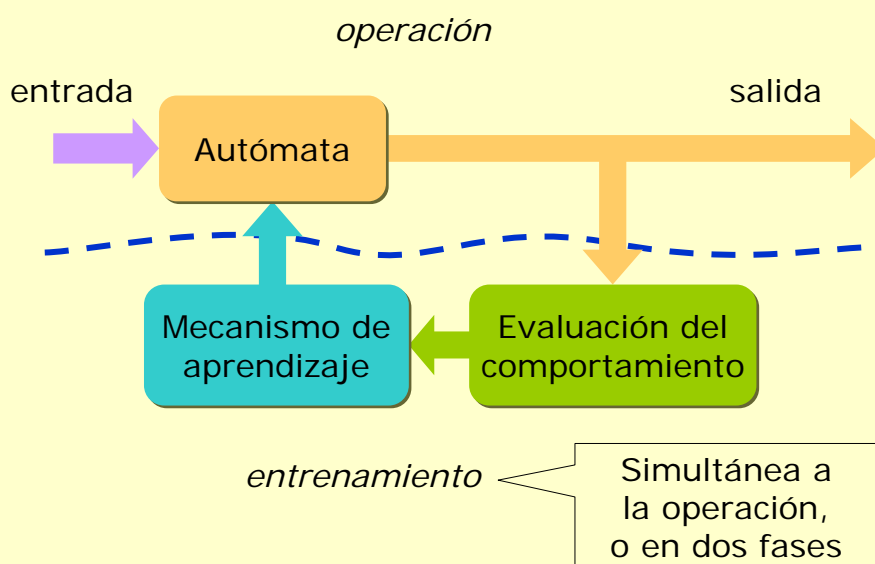 operación
entrada
salida
Autómata
Mecanismo de
aprendizaje
Evaluación del
comportamiento
entrenamiento
Simultánea a
la operación,
o en dos fases